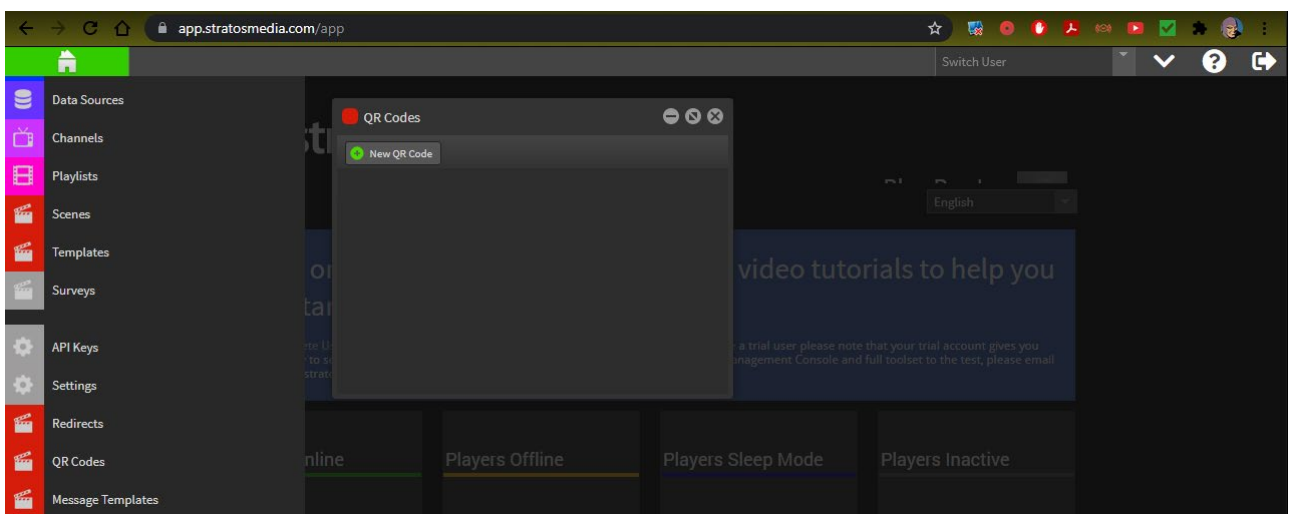 app.stratosmedia.com/app
Switch User
Data Sources
Channels
Playlists
Scenes
Templates
Surveys
API Keys
Settings
Redirects
QR Codes
Message Templates
QR Codes
New QR Code
English
video tutorials to help you
a trial user please note that your trial account gives you
Management Console and full toolset to the test, please email
Players Offline
Players Sleep Mode
Players Inactive